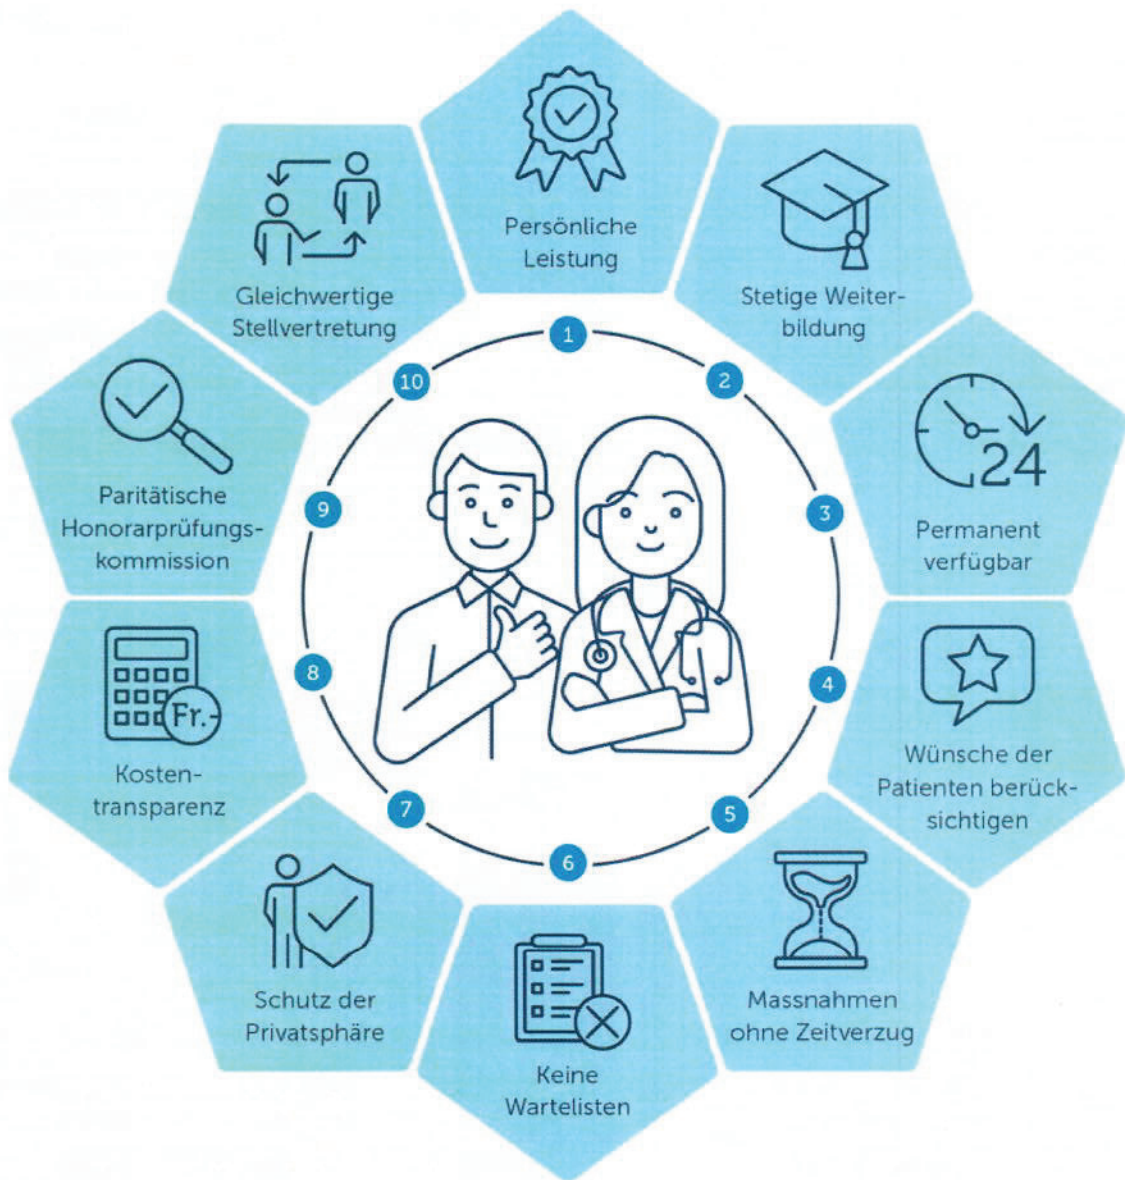 1
Persönliche
Leistung
2
Stetige Weiter-
bildung
3
24
Permanent
verfügbar
4
Wünsche der
Patienten berück-
sichtigen
5
Massnahmen
ohne Zeitverzug
6
Keine
Wartelisten
7
Schutz der
Privatsphäre
8
Fr.-
Kosten-
transparenz
9
Paritätische
Honorarprüfungs-
kommission
10
Gleichwertige
Stellvertretung